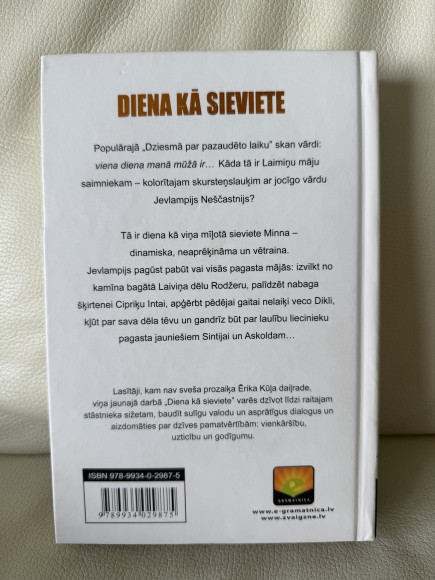 DIENA KĀ SIEVIETE
Populārajā „Dziesmā par pazaudēto laiku” skan vārdi:
viena diena manā mūžā ir... Kāda tā ir Laimiņu māju
saimniekam – kolorītajam skursteņslauķim ar jocīgo vārdu
Jevlampijs Neščastnijs?
Tā ir diena kā viņa mīļotā sieviete Minna –
dinamiska, neaprēķināma un vētraina.
Jevlampijs pagūst pabūt vai visās pagasta mājās: izvilkt no
kamīna bagātā Laiviņa dēlu Rodžeru, palīdzēt nabaga
šķirtenei Cipriķu Intai, apģērbt pēdējai gaitai nelaiķi veco Dikli,
kļūt par sava dēla tēvu un gandrīz būt par laulību liecinieku
pagasta jauniešiem Sintijai un Askoldam...
Lasītāji, kam nav sveša prozaiķa Ērika Kūļa daiļrade,
viņa jaunajā darbā „Diena kā sieviete” varēs dzīvot līdzi raitajam
stāstnieka sižetam, baudīt sulīgu valodu un asprātīgus dialogus un
aizdomāties par dzīves pamatvērtībām: vienkāršību,
uzticību un godīgumu.
ISBN 978-9934-0-2987-5
9 789934 029875
GRAMATNICA
www.e-gramatnica.lv
www.zvaigzne.lv